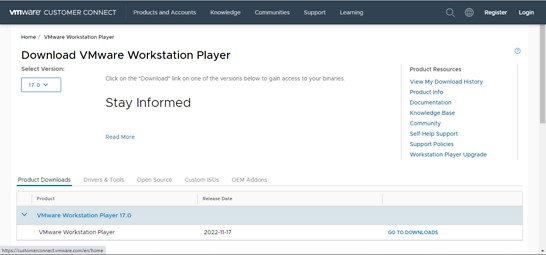 vmware CUSTOMER CONNECT Products and Accounts Knowledge Communities Support Learning Register Login
Home / VMware Workstation Player
Download VMware Workstation Player
Select Version:
17.0
Click on the "Download" link on one of the versions below to gain access to your binaries.
Stay Informed
Read More
Product Resources
View My Download History
Product Info
Documentation
Knowledge Base
Community
Self-Help Support
Support Policies
Workstation Player Upgrade
Product Downloads Drivers & Tools Open Source Custom ISOs OEM Addons
Product Release Date
VMware Workstation Player 17.0
VMware Workstation Player 2022-11-17 GO TO DOWNLOADS
https://customerconnect.vmware.com/en/home